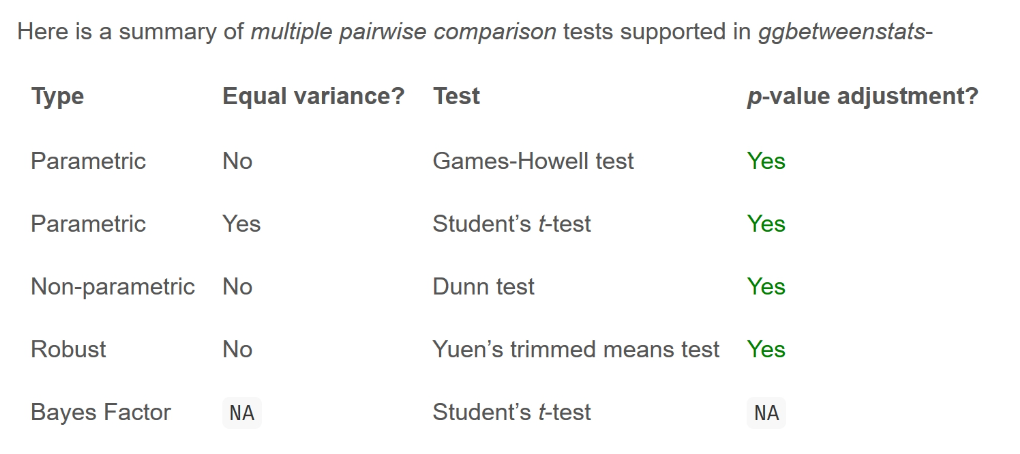 Here is a summary of multiple pairwise comparison tests supported in ggbetweenstats-
Type Equal variance? Test p-value adjustment?
Parametric No Games-Howell test Yes
Parametric Yes Student’s t-test Yes
Non-parametric No Dunn test Yes
Robust No Yuen’s trimmed means test Yes
Bayes Factor NA Student’s t-test NA